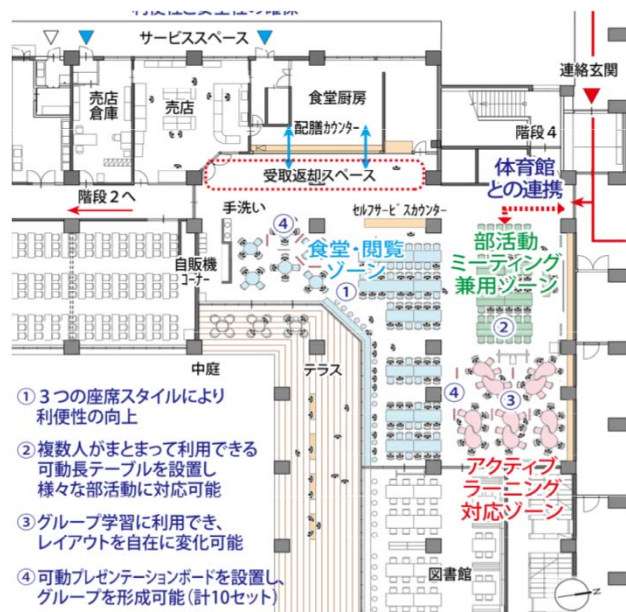 利便性と安全性の確保
サービススペース
連絡玄関
売店
倉庫
売店
食堂厨房
配膳カウンター
階段4
受取返却スペース
体育館
との連携
階段2へ
手洗い
セルフサービスカウンター
④
食堂・閲覧
ゾーン
①
部活動
ミーティング
兼用ゾーン
②
自販機
コーナー
中庭
テラス
④
③
アクティブ
ラーニング
対応ゾーン
図書館
①3つの座席スタイルにより
利便性の向上
②複数人がまとまって利用できる
可動長テーブルを設置し
様々な部活動に対応可能
③グループ学習に利用でき、
レイアウトを自在に変化可能
④可動プレゼンテーションボードを設置し、
グループを形成可能(計10セット)